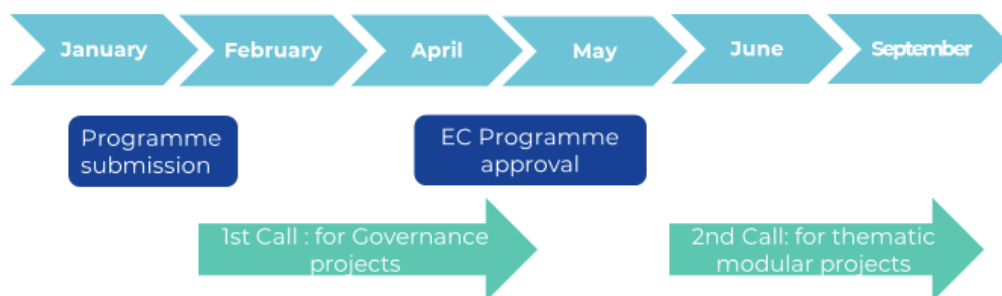 January
February
April
May
June
September
Programme
submission
EC Programme
approval
1st Call : for Governance
projects
2nd Call: for thematic
modular projects